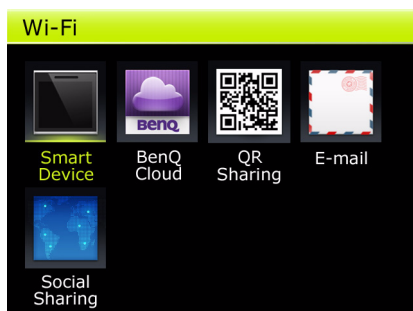 Wi-Fi
BenQ
Smart
Device
BenQ
Cloud
QR
Sharing
E-mail
Social
Sharing